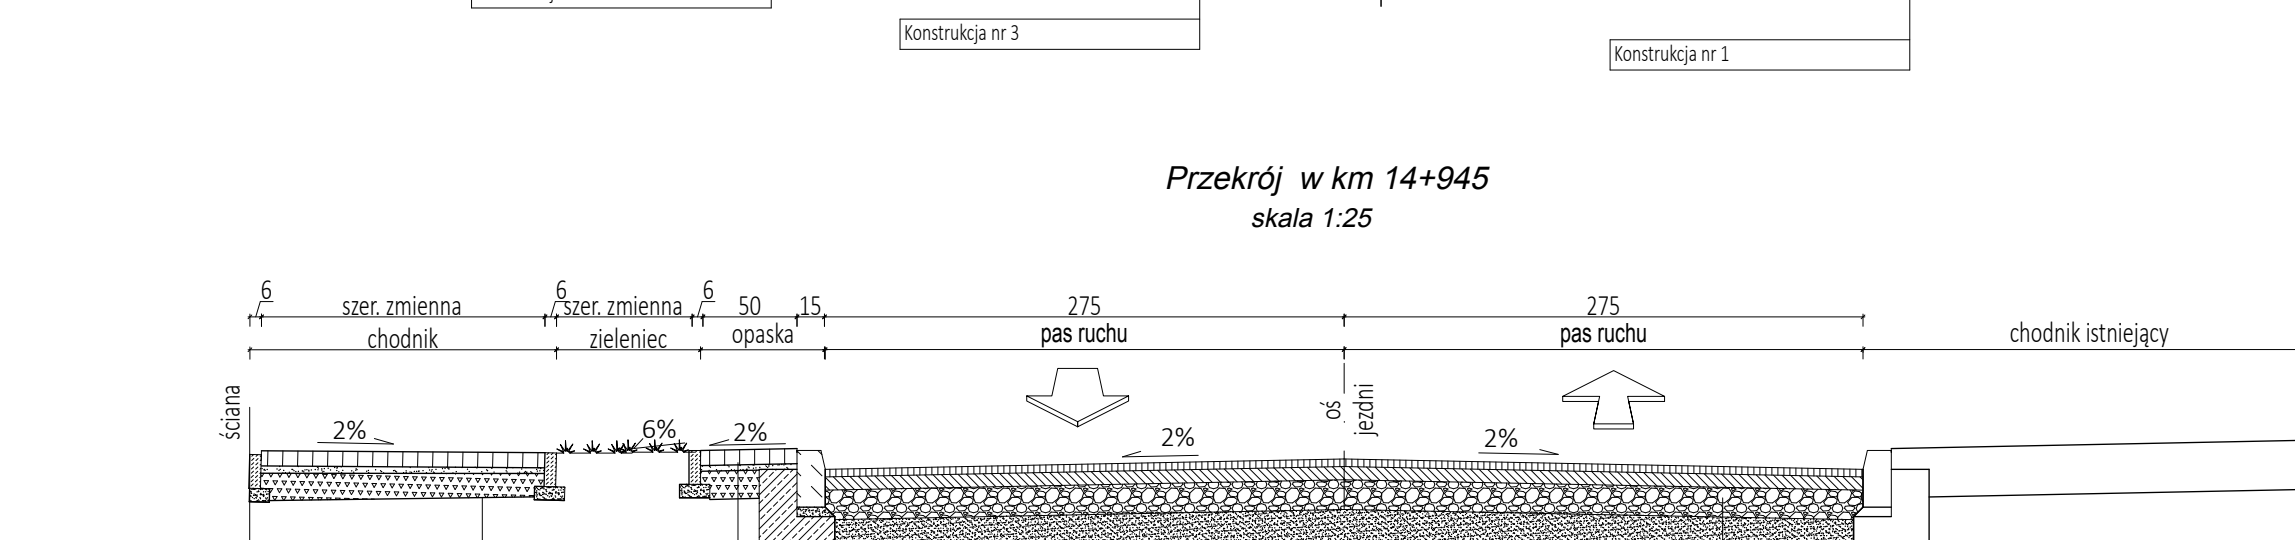 Konstrukcja nr 3
Konstrukcja nr 1
Przekrój w km 14+945
skala 1:25
6 szer. zmienna 6 szer. zmienna 6 50 15 275 275
chodnik zieleniec opaska pas ruchu pas ruchu chodnik istniejący
ściana
oś
jezdni
2% 6% 2% 2% 2%